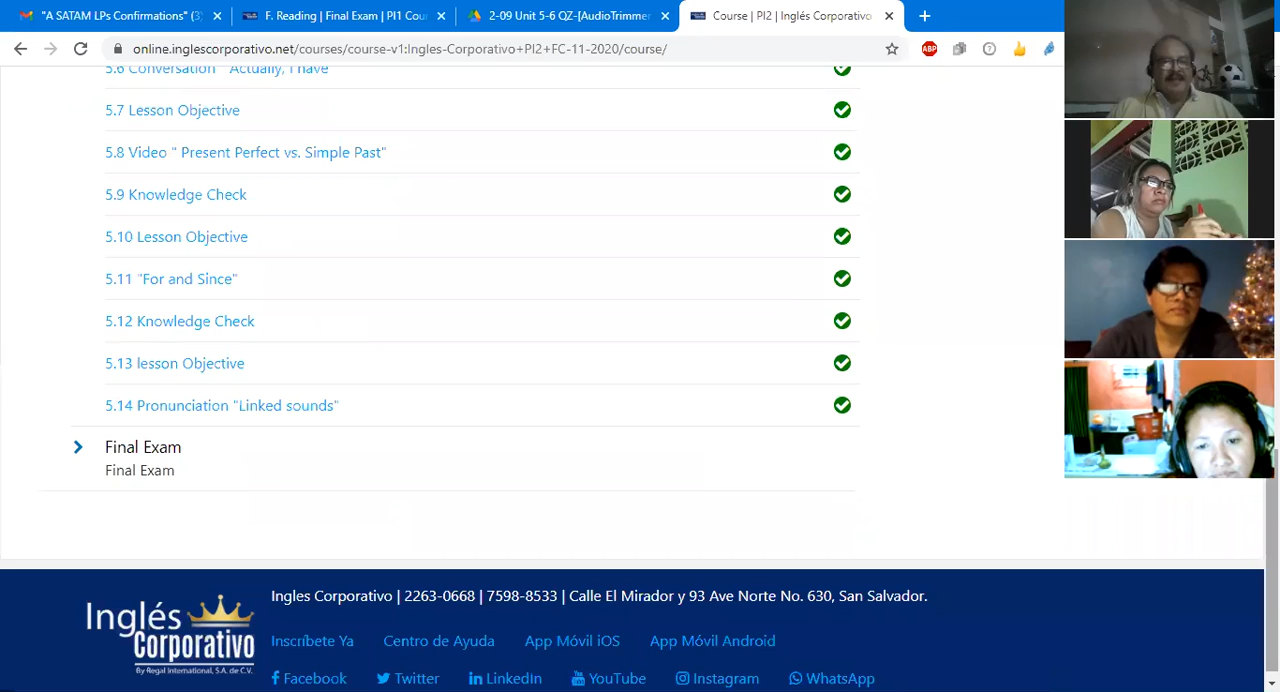 "A SATAM LPs Confirmations" (3)
F. Reading | Final Exam | PI1 Cou
2-09 Unit 5-6 QZ-[AudioTrimmer
Course | PI2 | Inglés Corporativo
online.inglescorporativo.net/courses/course-v1:Ingles-Corporativo+PI2+FC-11-2020/course/
ABP
5.6 Conversation " Actually, I have
5.7 Lesson Objective
5.8 Video " Present Perfect vs. Simple Past"
5.9 Knowledge Check
5.10 Lesson Objective
5.11 "For and Since"
5.12 Knowledge Check
5.13 lesson Objective
5.14 Pronunciation "Linked sounds"
Final Exam
Final Exam
Inglés
Corporativo
By Regal International, S.A. de C.V.
Ingles Corporativo | 2263-0668 | 7598-8533 | Calle El Mirador y 93 Ave Norte No. 630, San Salvador.
Inscríbete Ya Centro de Ayuda App Móvil iOS App Móvil Android
Facebook Twitter LinkedIn YouTube Instagram WhatsApp